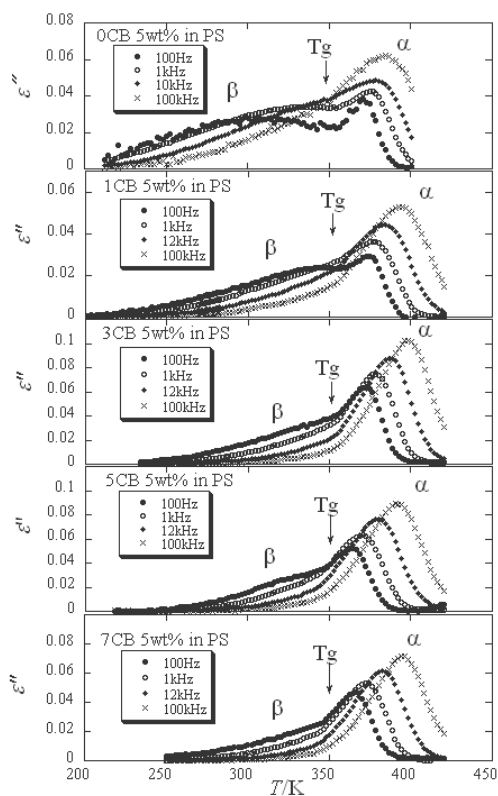 0.08
0CB 5wt% in PS
100Hz
1kHz
10kHz
100kHz
Tg
α
β
0.06
0.04
0.02
0
ε"
1CB 5wt% in PS
100Hz
1kHz
12kHz
100kHz
Tg
α
β
0.06
0.04
0.02
0
ε"
3CB 5wt% in PS
100Hz
1kHz
12kHz
100kHz
Tg
α
β
0.1
0.08
0.06
0.04
0.02
0
ε"
5CB 5wt% in PS
100Hz
1kHz
12kHz
100kHz
Tg
α
β
0.1
0.08
0.06
0.04
0.02
0
ε"
7CB 5wt% in PS
100Hz
1kHz
12kHz
100kHz
Tg
α
β
0.08
0.06
0.04
0.02
0
ε"
200 250 300 350 400 450
T/K